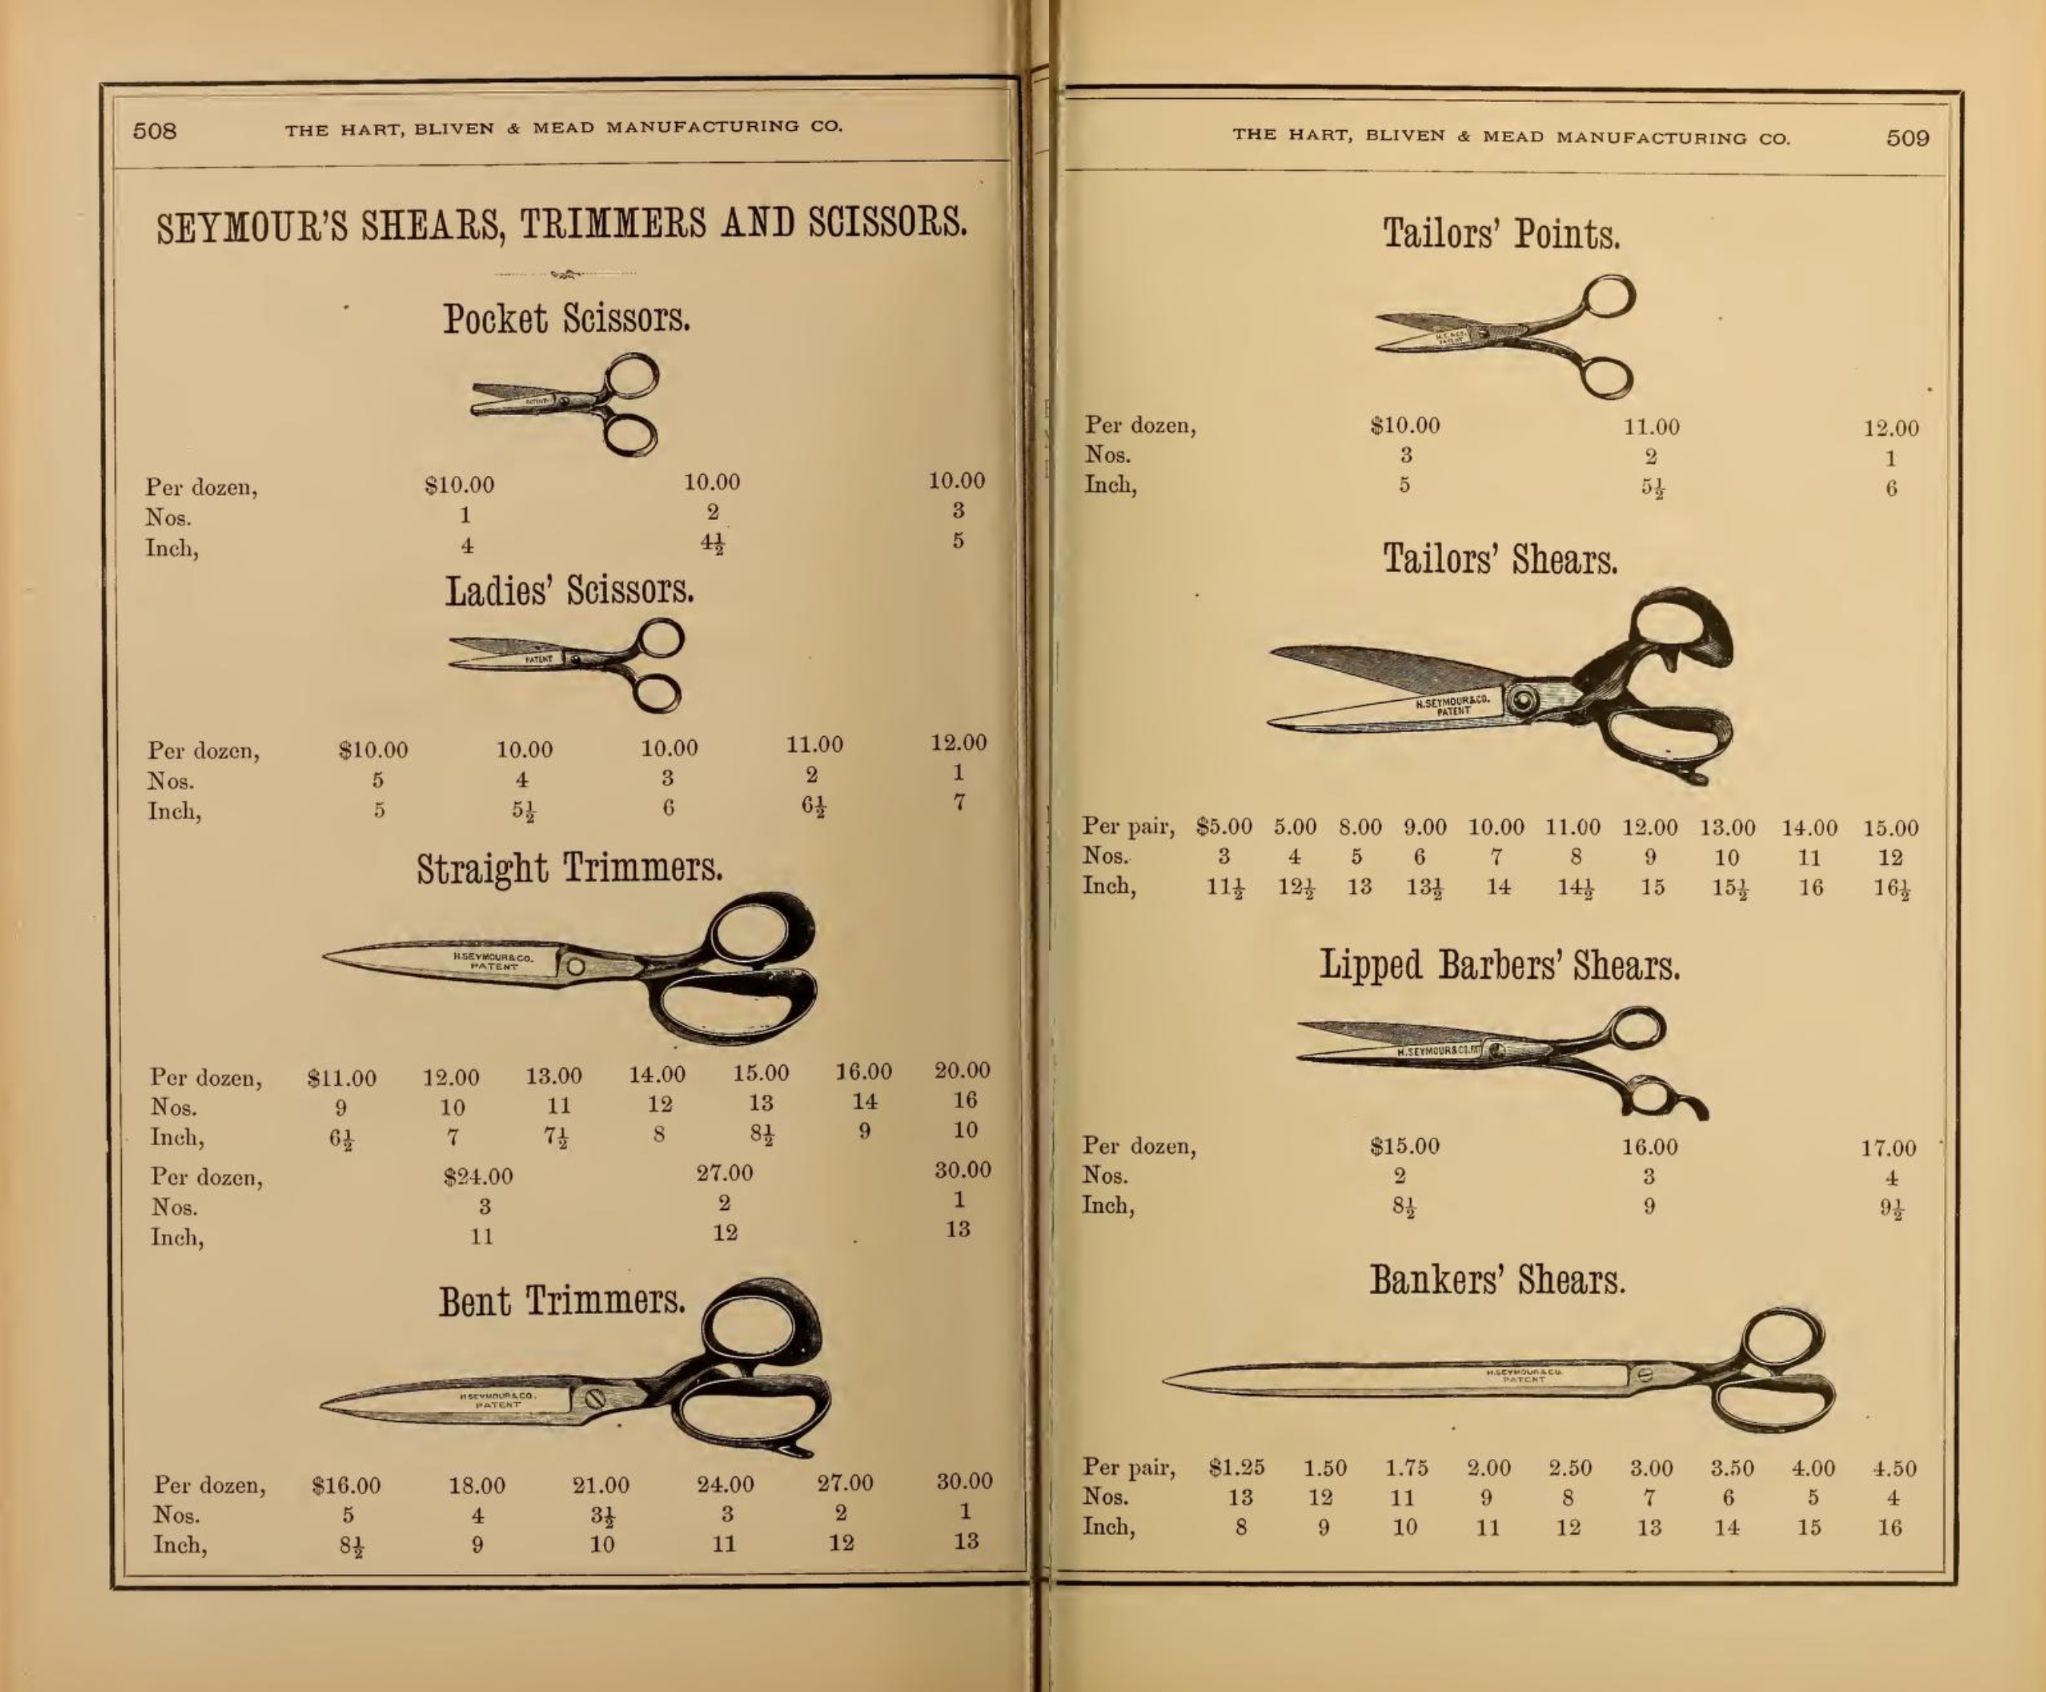 508 THE HART, BLIVEN & MEAD MANUFACTURING CO.
SEYMOUR'S SHEARS, TRIMMERS AND SCISSORS.
Pocket Scissors.
PATENT
Per dozen, $10.00 10.00 10.00
Nos. 1 2 3
Inch, 4 4½ 5
Ladies' Scissors.
PATENT
Per dozen, $10.00 10.00 10.00 11.00 12.00
Nos. 5 4 3 2 1
Inch, 5 5½ 6 6½ 7
Straight Trimmers.
H.SEYMOUR&CO.
PATENT
Per dozen, $11.00 12.00 13.00 14.00 15.00 16.00 20.00
Nos. 9 10 11 12 13 14 16
Inch, 6½ 7 7½ 8 8½ 9 10
Per dozen, $24.00 27.00 30.00
Nos. 3 2 1
Inch, 11 12 13
Bent Trimmers.
H SEYMOUR & CO.
PATENT
Per dozen, $16.00 18.00 21.00 24.00 27.00 30.00
Nos. 5 4 3½ 3 2 1
Inch, 8½ 9 10 11 12 13
THE HART, BLIVEN & MEAD MANUFACTURING CO. 509
Tailors' Points.
PATENT
Per dozen, $10.00 11.00 12.00
Nos. 3 2 1
Inch, 5 5½ 6
Tailors' Shears.
H.SEYMOUR&CO.
PATENT
Per pair, $5.00 5.00 8.00 9.00 10.00 11.00 12.00 13.00 14.00 15.00
Nos. 3 4 5 6 7 8 9 10 11 12
Inch, 11½ 12½ 13 13½ 14 14½ 15 15½ 16 16½
Lipped Barbers' Shears.
H.SEYMOUR&CO.PAT
Per dozen, $15.00 16.00 17.00
Nos. 2 3 4
Inch, 8½ 9 9½
Bankers' Shears.
H.SEYMOUR & CO.
PATENT
Per pair, $1.25 1.50 1.75 2.00 2.50 3.00 3.50 4.00 4.50
Nos. 13 12 11 9 8 7 6 5 4
Inch, 8 9 10 11 12 13 14 15 16